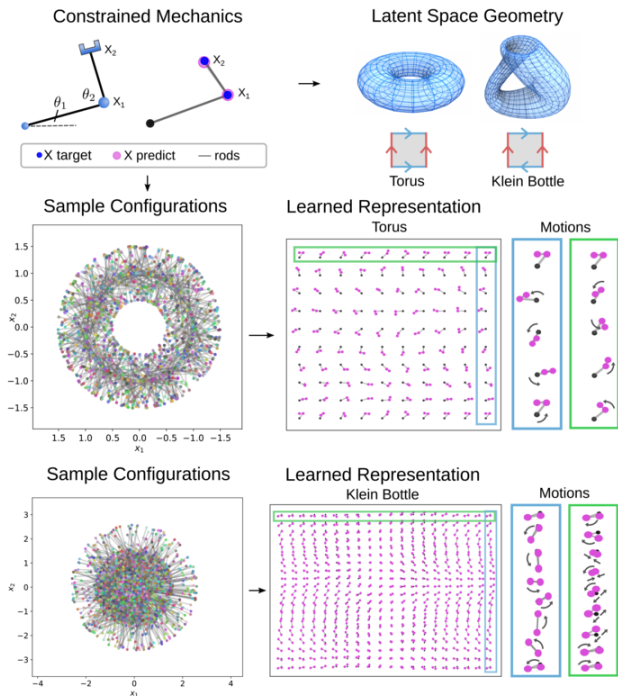 Constrained Mechanics
Latent Space Geometry
X₂
θ₂
X₁
θ₁
X₂
X₁
X target
X predict
rods
Torus
Klein Bottle
Sample Configurations
Learned Representation
Torus
Motions
1.5
1.0
0.5
0.0
−0.5
−1.0
−1.5
x₂
1.5 1.0 0.5 0.0 −0.5 −1.0 −1.5
x₁
Sample Configurations
Learned Representation
Klein Bottle
Motions
3
2
1
0
−1
−2
−3
x₂
−4 −2 0 2 4
x₁